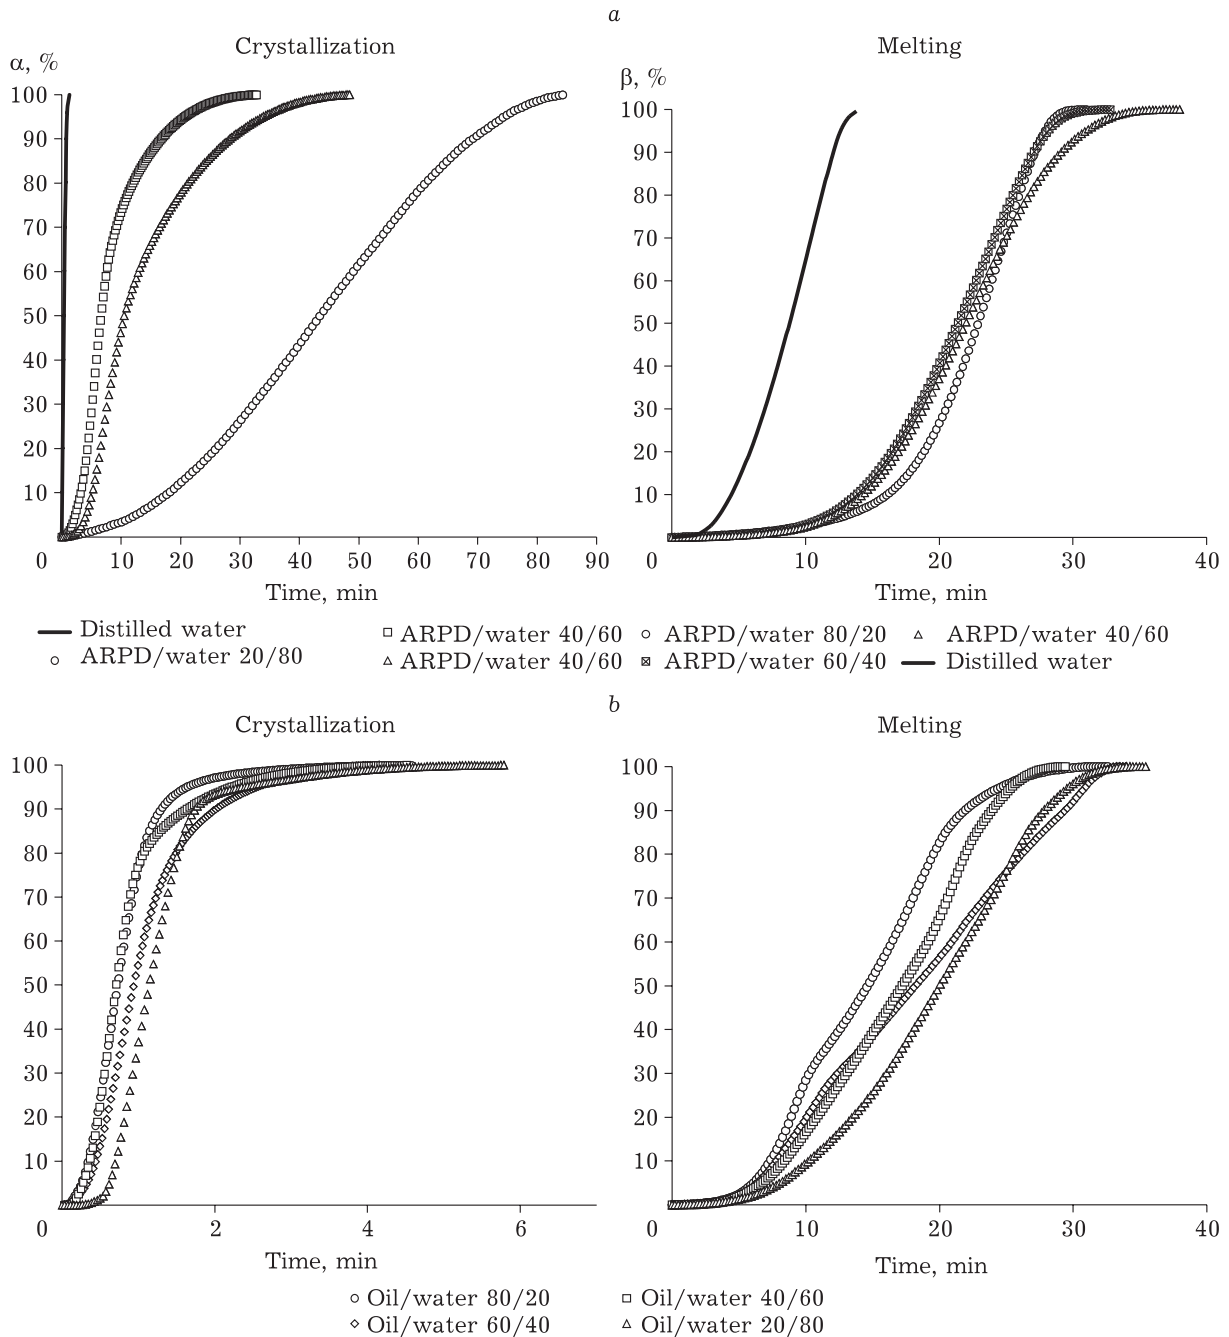 a
Crystallization
Melting
α, %
β, %
100
90
80
70
60
50
40
30
20
10
0
10 20 30 40 50 60 70 80 90
Time, min
100
90
80
70
60
50
40
30
20
10
0
10 20 30 40
Time, min
Distilled water
ARPD/water 20/80
ARPD/water 40/60
ARPD/water 40/60
ARPD/water 80/20
ARPD/water 60/40
ARPD/water 40/60
Distilled water
b
Crystallization
Melting
100
90
80
70
60
50
40
30
20
10
0
2 4 6
Time, min
100
90
80
70
60
50
40
30
20
10
0
10 20 30 40
Time, min
Oil/water 80/20
Oil/water 60/40
Oil/water 40/60
Oil/water 20/80